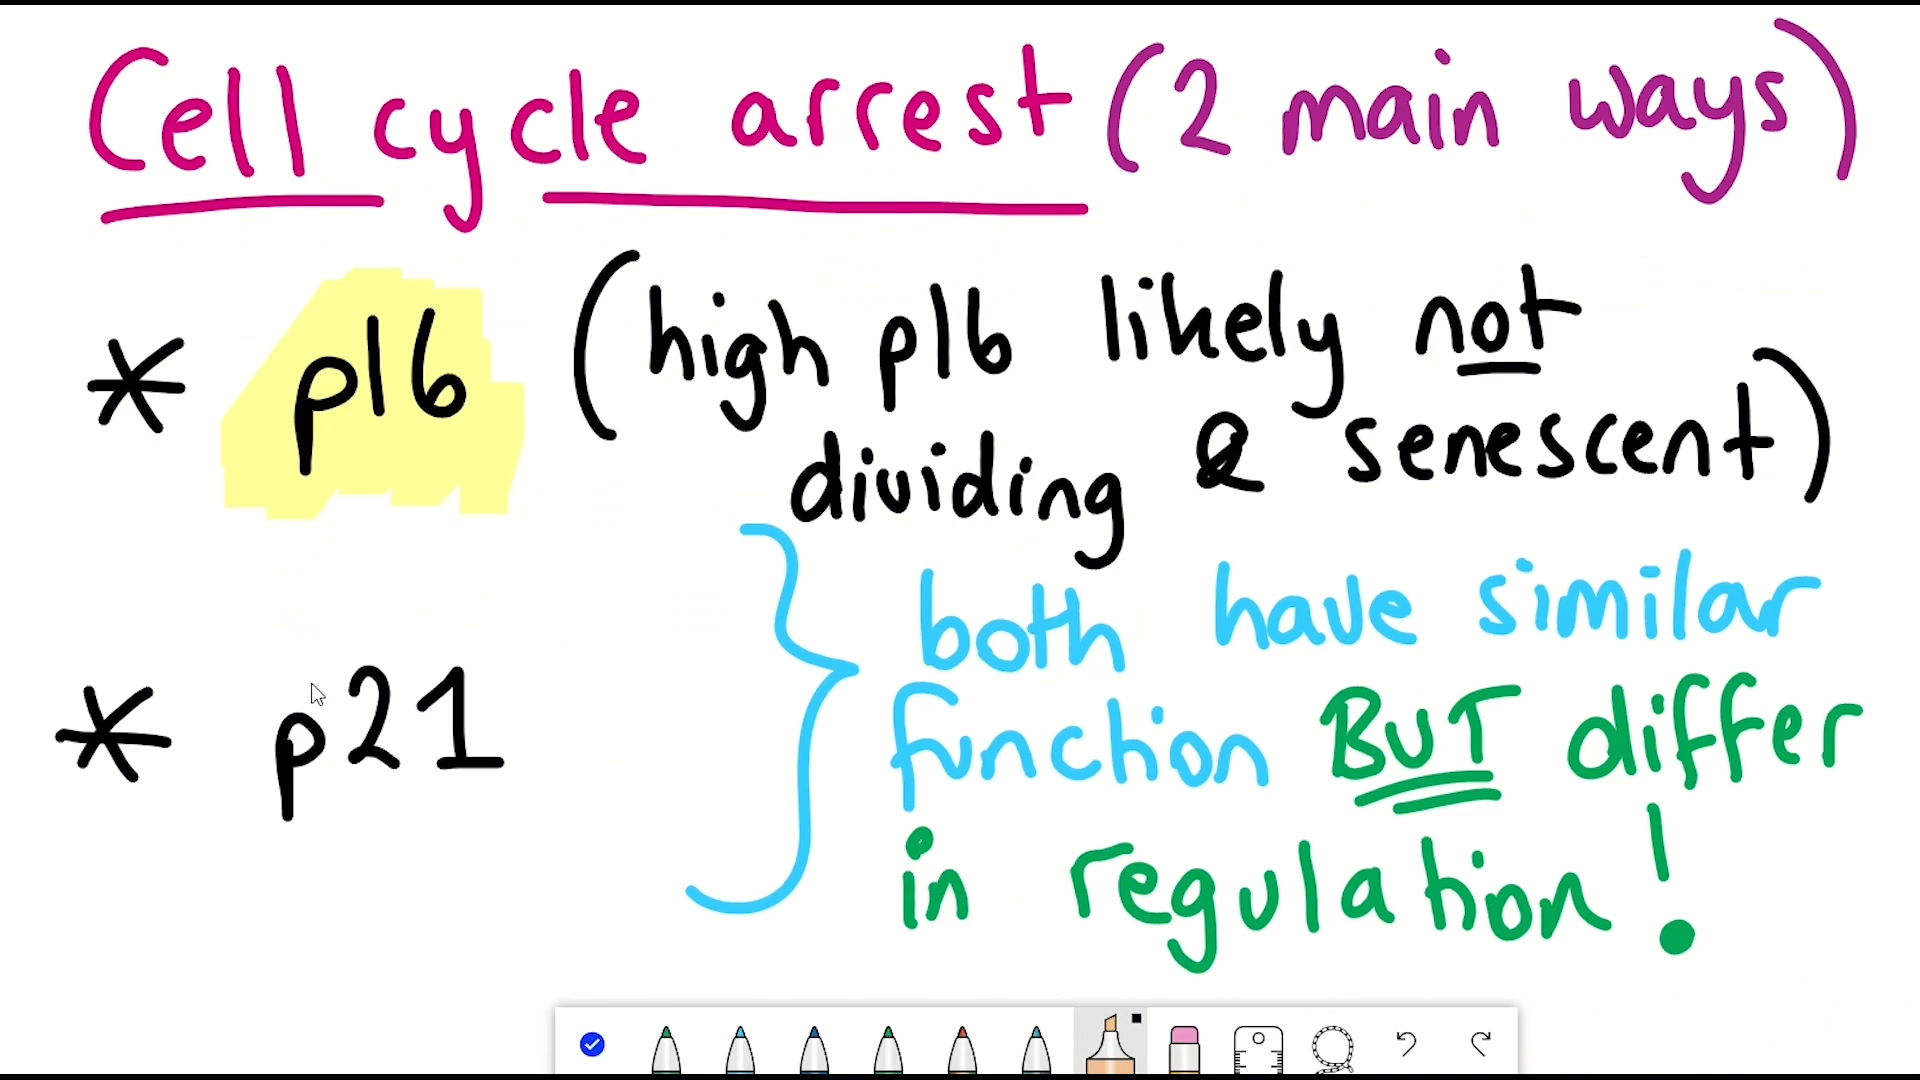 Cell cycle arrest (2 main ways)
* p16 (high p16 likely not
dividing & senescent)
both have similar
* p21
function BUT differ
in regulation!